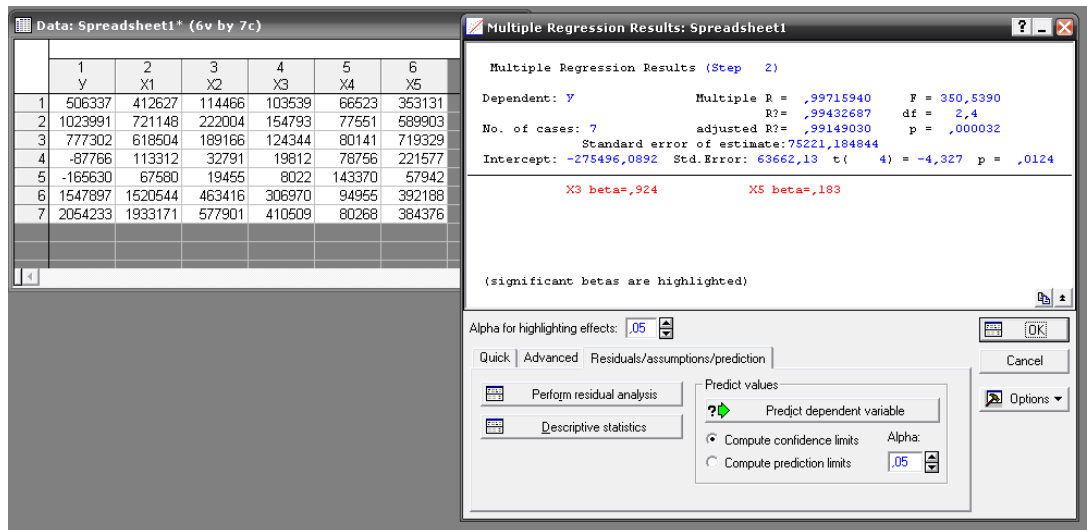 Data: Spreadsheet1* (6v by 7c)
1 2 3 4 5 6
y X1 X2 X3 X4 X5
1 506337 412627 114466 103539 66523 353131
2 1023991 721148 222004 154793 77551 589903
3 777302 618504 189166 124344 80141 719329
4 -87766 113312 32791 19812 78756 221577
5 -165630 67580 19455 8022 143370 57942
6 1547897 1520544 463416 306970 94955 392188
7 2054233 1933171 577901 410509 80268 384376
Multiple Regression Results: Spreadsheet1
Multiple Regression Results (Step 2)
Dependent: y Multiple R = ,99715940 F = 350,5390
R?= ,99432687 df = 2,4
No. of cases: 7 adjusted R?= ,99149030 p = ,000032
Standard error of estimate:75221,184844
Intercept: -275496,0892 Std.Error: 63662,13 t( 4) = -4,327 p = ,0124
X3 beta=,924 X5 beta=,183
(significant betas are highlighted)
Alpha for highlighting effects: ,05
OK
Quick Advanced Residuals/assumptions/prediction
Cancel
Perform residual analysis
Descriptive statistics
Predict values
?
Predict dependent variable
Compute confidence limits
Compute prediction limits
Alpha:
,05
Options